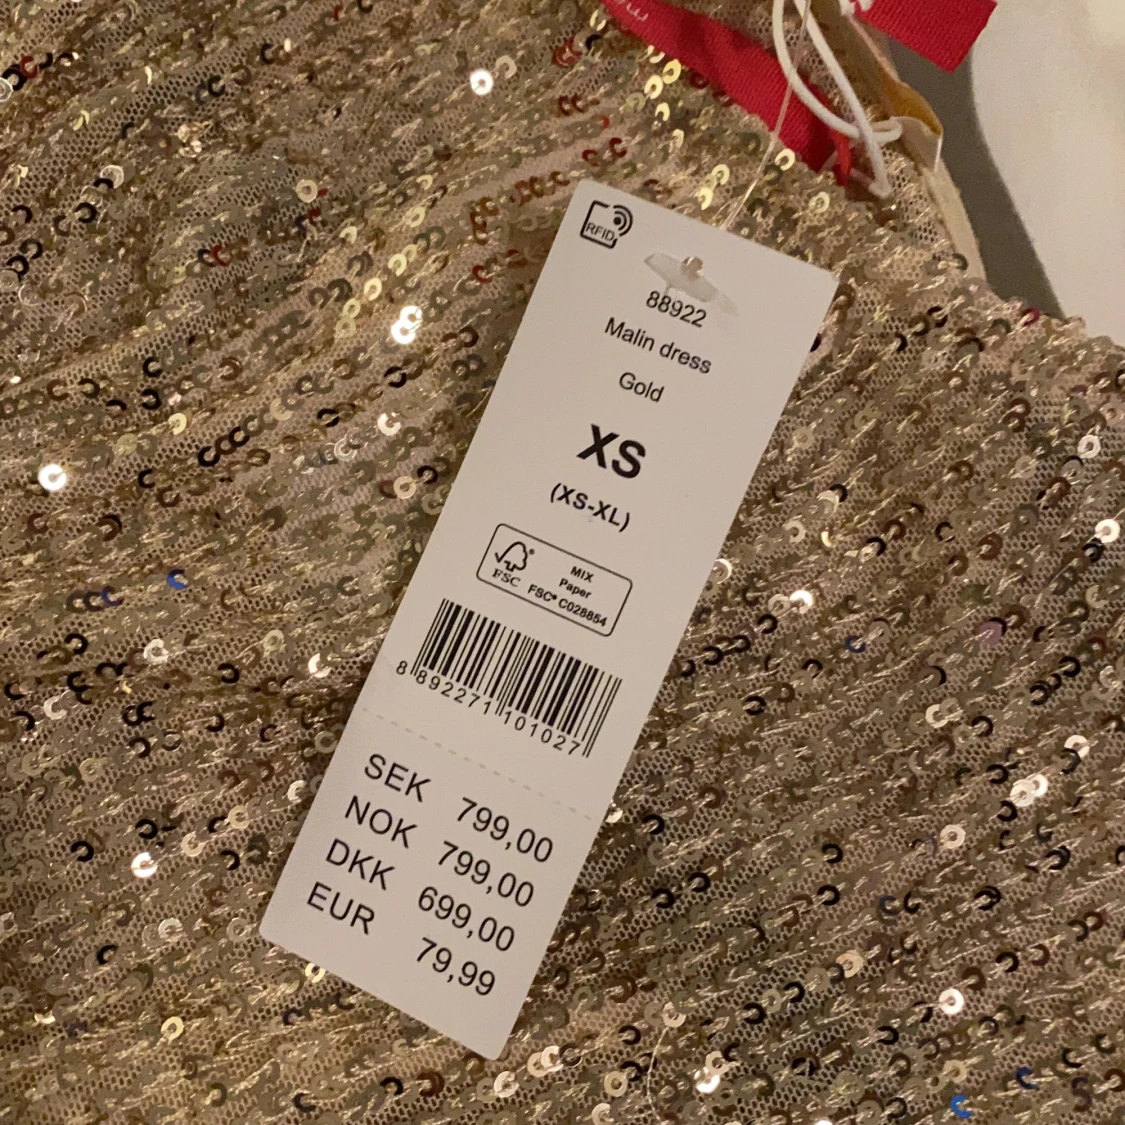 RFID
88922
Malin dress
Gold
XS
(XS-XL)
FSC®
MIX
Paper
FSC® C028854
8 892271 101027
SEK 799,00
NOK 799,00
DKK 699,00
EUR 79,99